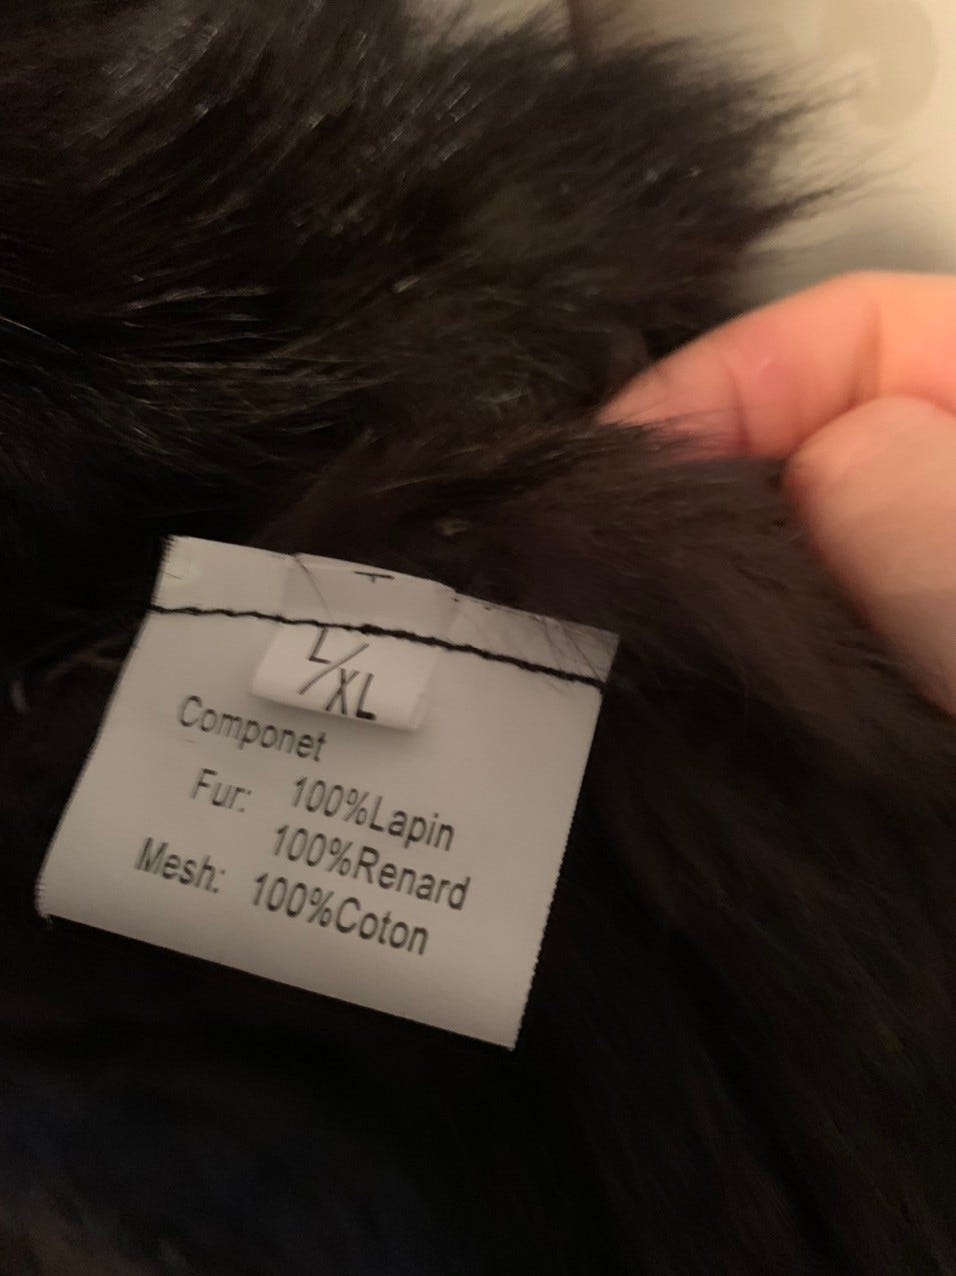 L/XL
Componet
Fur: 100%Lapin
100%Renard
Mesh: 100%Coton